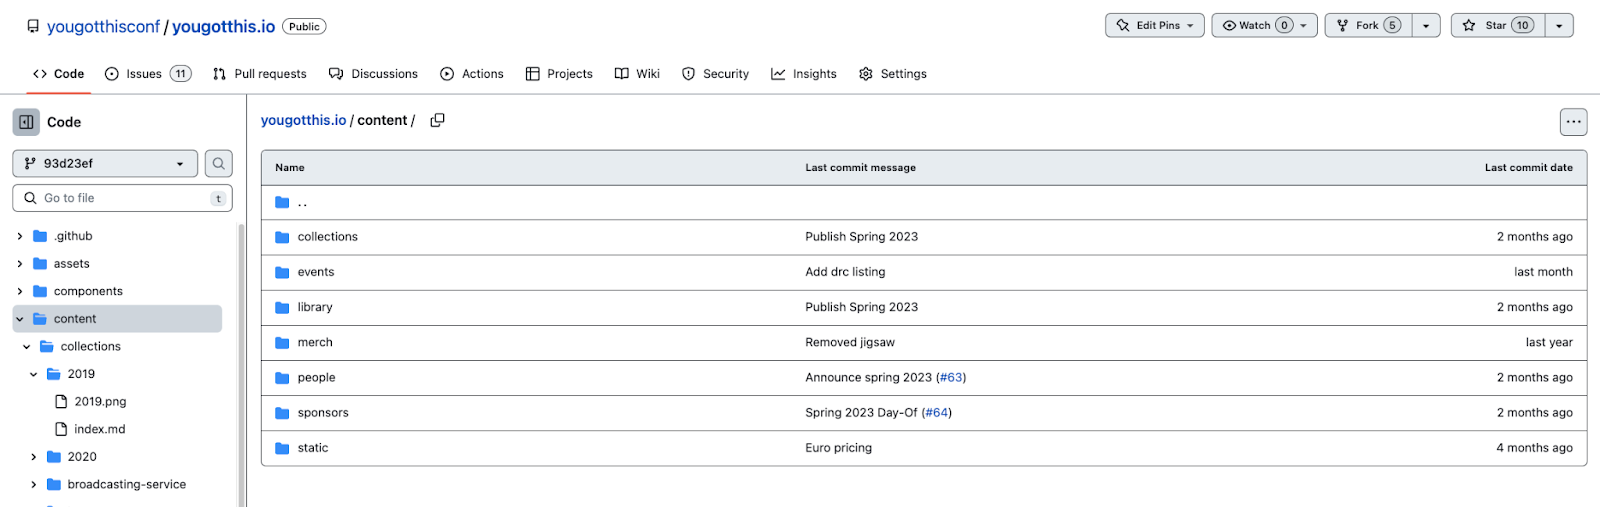 yougotthisconf / yougotthis.io Public
Edit Pins Watch 0 Fork 5 Star 10
Code Issues 11 Pull requests Discussions Actions Projects Wiki Security Insights Settings
Code
93d23ef
Go to file t
.github
assets
components
content
collections
2019
2019.png
index.md
2020
broadcasting-service
yougotthis.io / content /
Name Last commit message Last commit date
..
collections Publish Spring 2023 2 months ago
events Add drc listing last month
library Publish Spring 2023 2 months ago
merch Removed jigsaw last year
people Announce spring 2023 (#63) 2 months ago
sponsors Spring 2023 Day-Of (#64) 2 months ago
static Euro pricing 4 months ago